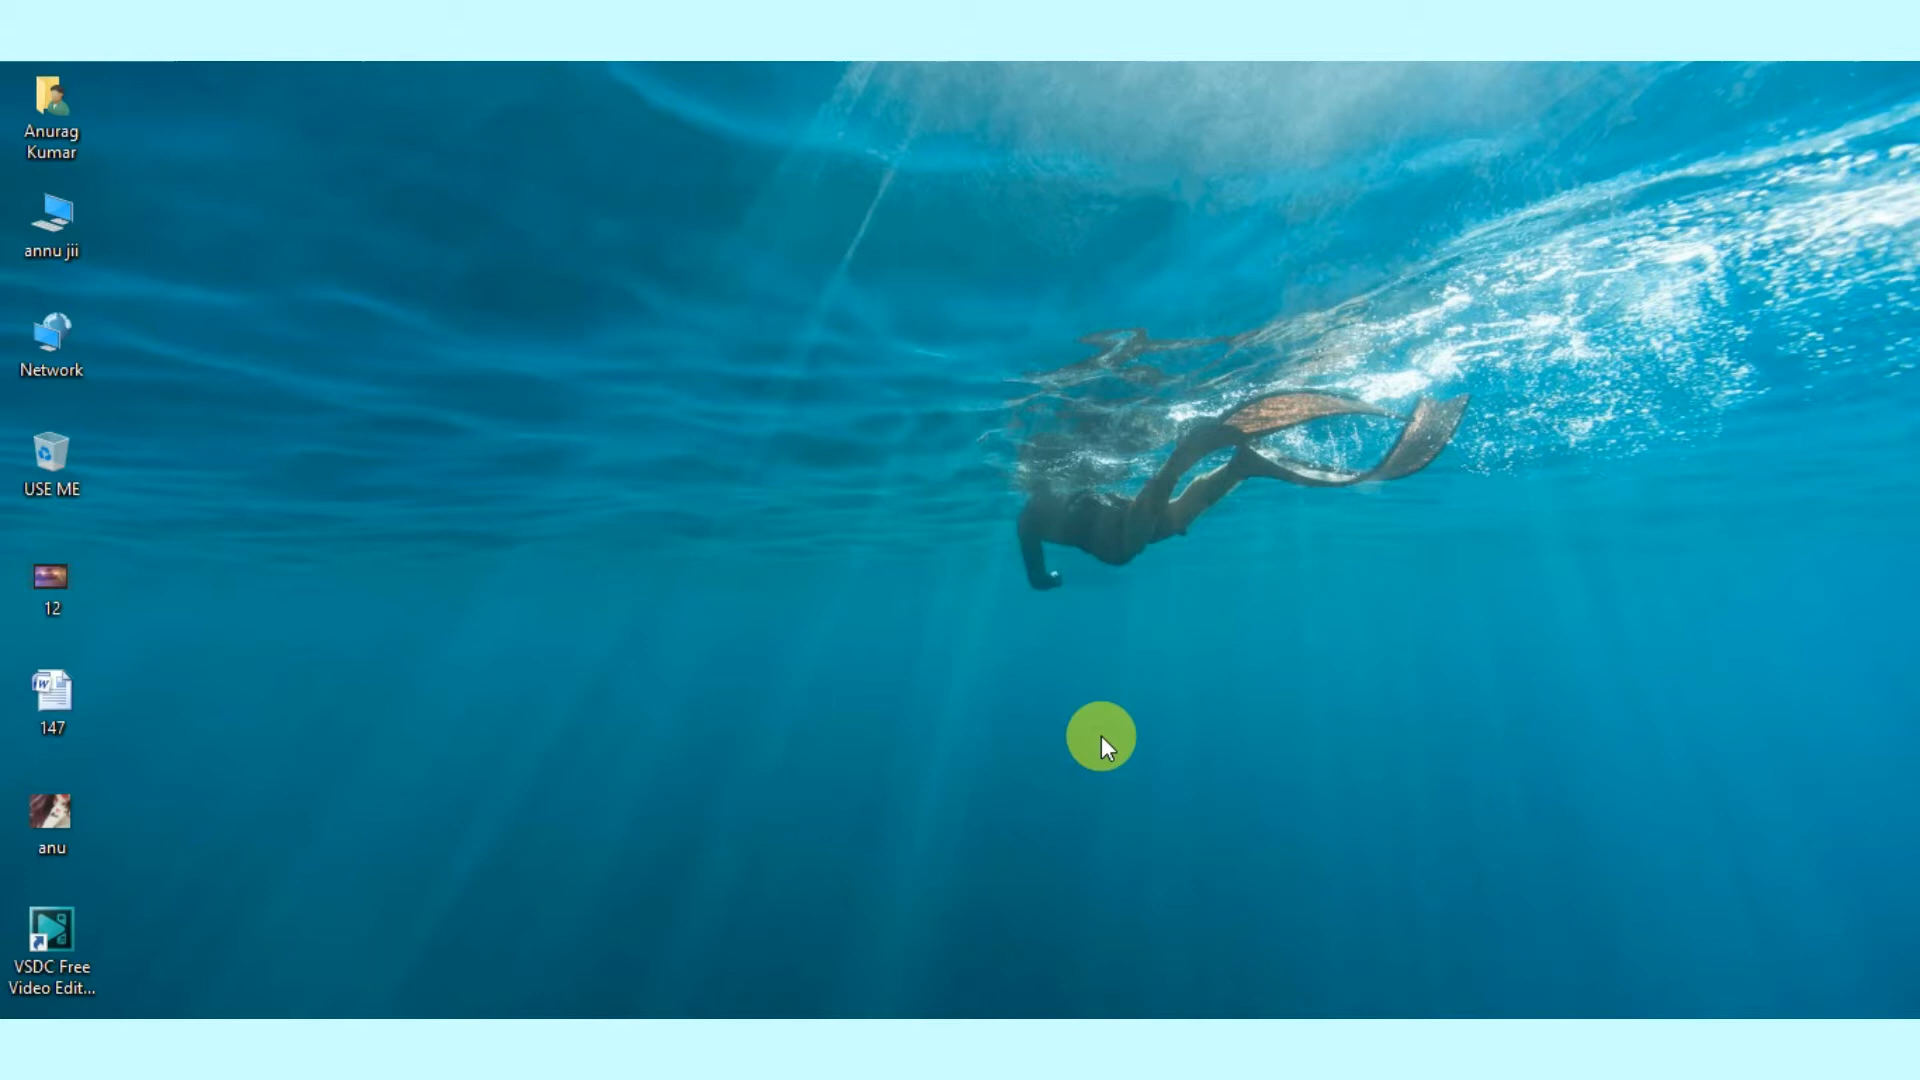 Anurag
Kumar
annu jii
Network
USE ME
12
147
anu
VSDC Free
Video Edit...